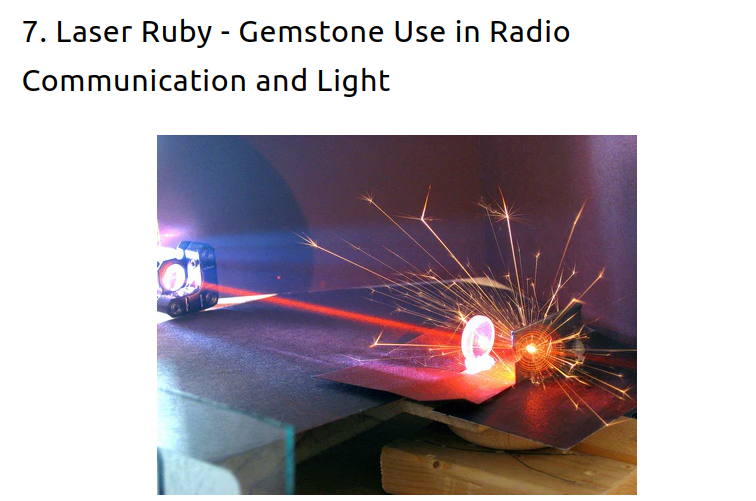 7. Laser Ruby - Gemstone Use in Radio
Communication and Light